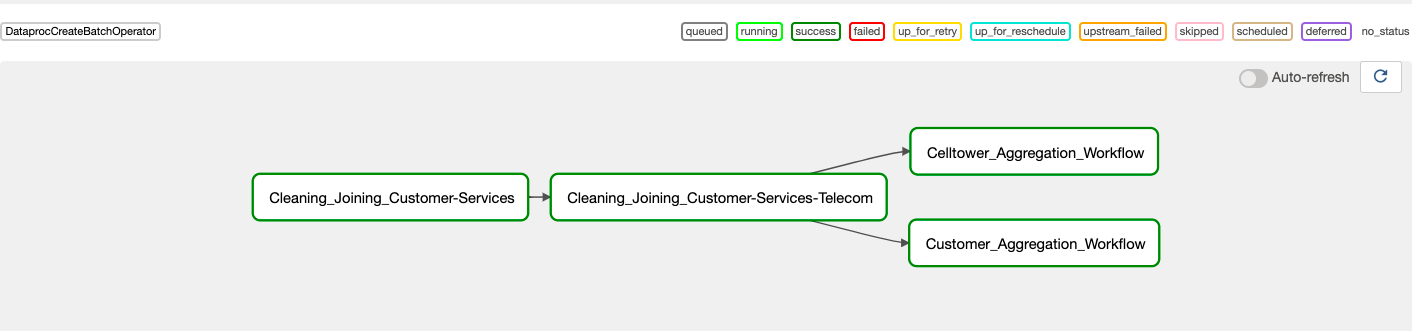 DataprocCreateBatchOperator
queued running success failed up_for_retry up_for_reschedule upstream_failed skipped scheduled deferred no_status
Auto-refresh
Celltower_Aggregation_Workflow
Cleaning_Joining_Customer-Services
Cleaning_Joining_Customer-Services-Telecom
Customer_Aggregation_Workflow